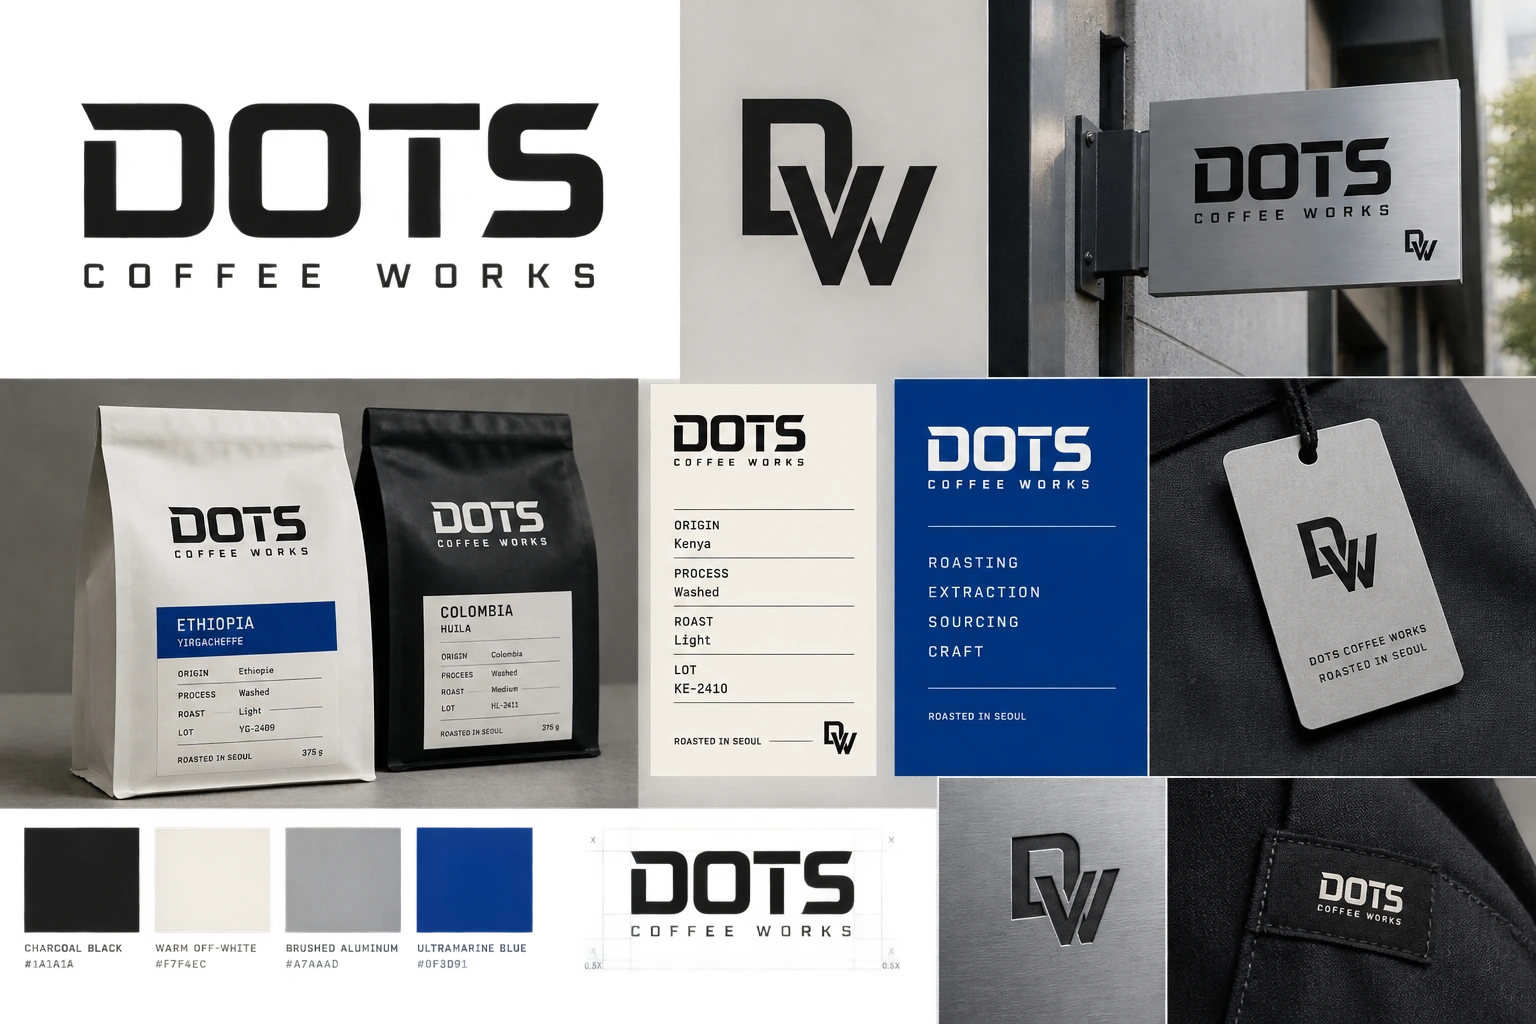 DOTS
COFFEE WORKS
DW
DOTS
COFFEE WORKS
DW
DOTS
COFFEE WORKS
ETHIOPIA
YIRGACHEFFE
ORIGIN Ethiopie
PROCESS Washed
ROAST Light
LOT YG-2409
ROASTED IN SEOUL 375 g
DOTS
COFFEE WORKS
COLOMBIA
HUILA
ORIGIN Colombia
PROCEES Washed
ROAST Medium
LOT HL-2411
ROASTED IN SEOUL 375 g
DOTS
COFFEE WORKS
ORIGIN
Kenya
PROCESS
Washed
ROAST
Light
LOT
KE-2410
ROASTED IN SEOUL DW
DOTS
COFFEE WORKS
ROASTING
EXTRACTION
SOURCING
CRAFT
ROASTED IN SEOUL
DW
DOTS COFFEE WORKS
ROASTED IN SEOUL
CHARCOAL BLACK
#1A1A1A
WARM OFF-WHITE
#F7F4EC
BRUSHED ALUMINUM
#A7AAAD
ULTRAMARINE BLUE
#0F3D91
X X
DOTS
COFFEE WORKS
X X
0.5X 0.5X
DW
DOTS
COFFEE WORKS